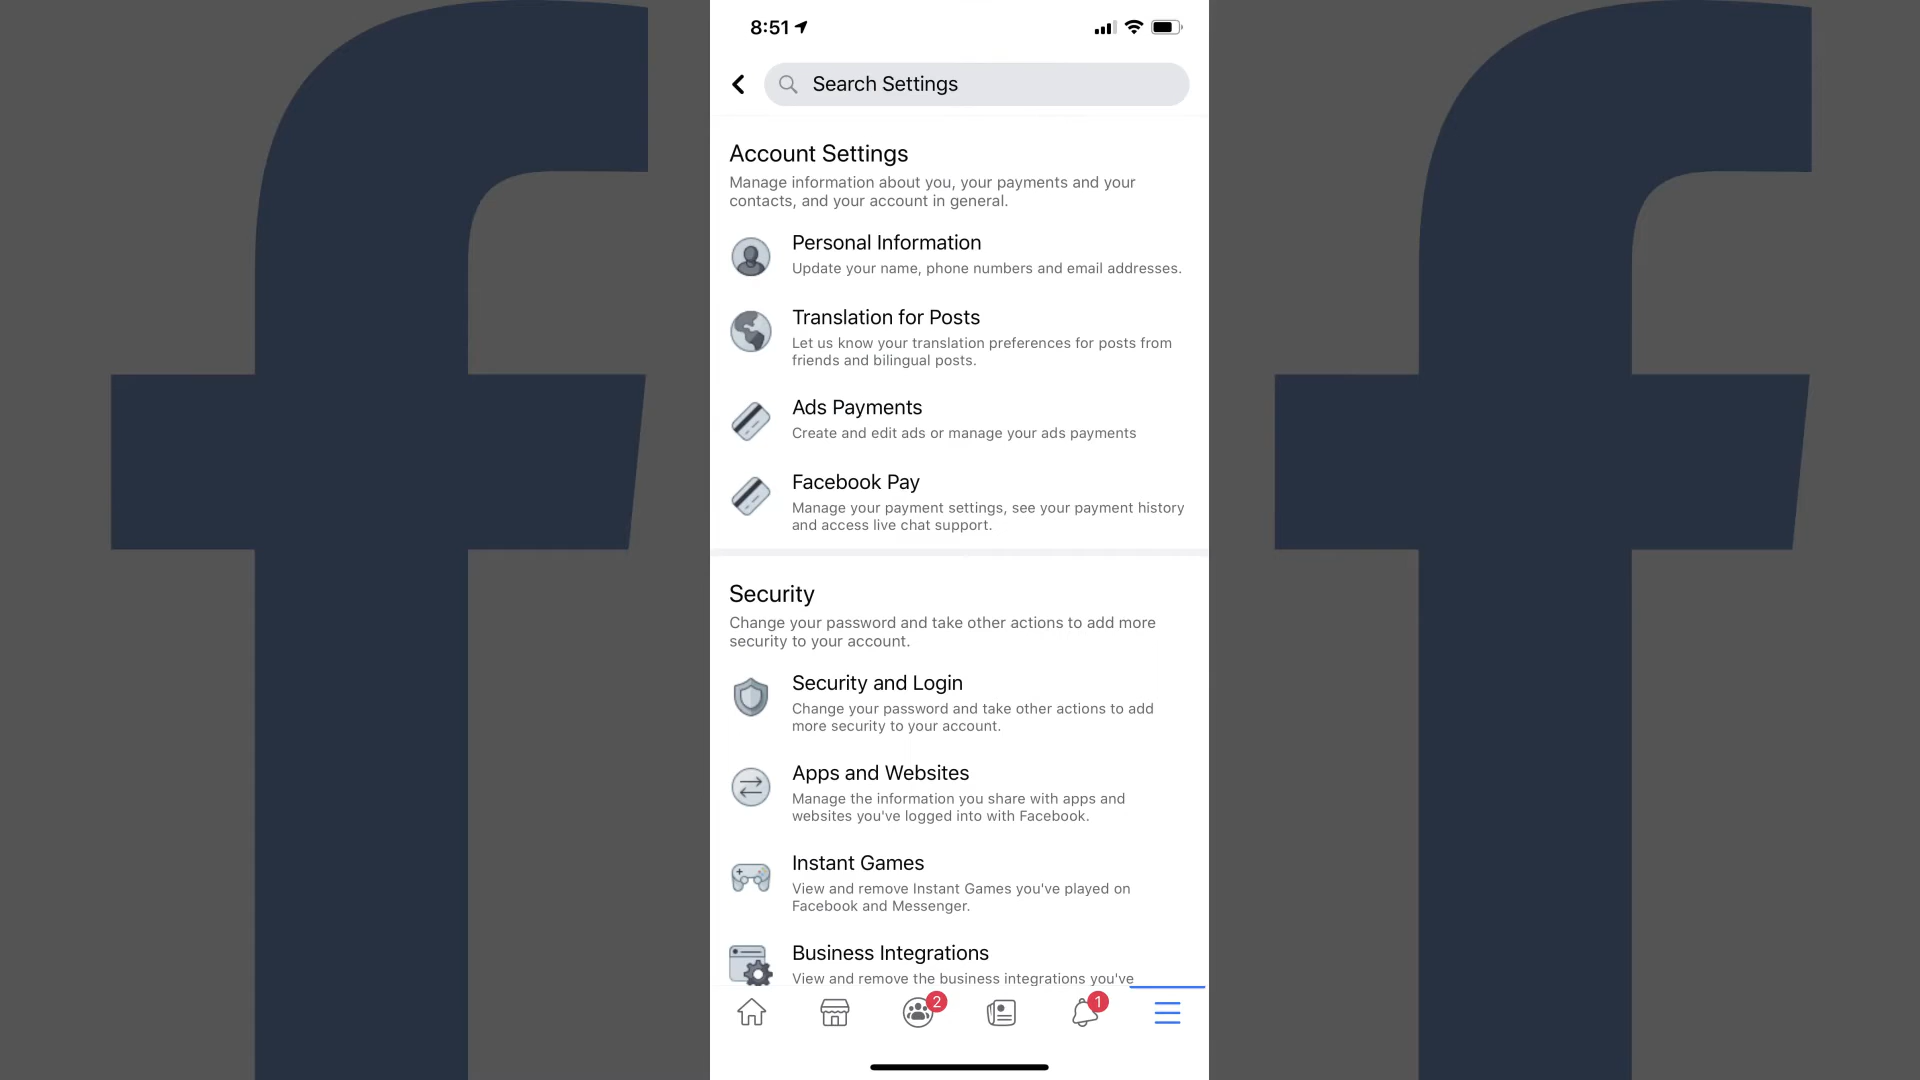 8:51
Search Settings
Account Settings
Manage information about you, your payments and your
contacts, and your account in general.
Personal Information
Update your name, phone numbers and email addresses.
Translation for Posts
Let us know your translation preferences for posts from
friends and bilingual posts.
Ads Payments
Create and edit ads or manage your ads payments
Facebook Pay
Manage your payment settings, see your payment history
and access live chat support.
Security
Change your password and take other actions to add more
security to your account.
Security and Login
Change your password and take other actions to add
more security to your account.
Apps and Websites
Manage the information you share with apps and
websites you've logged into with Facebook.
Instant Games
View and remove Instant Games you've played on
Facebook and Messenger.
Business Integrations
View and remove the business integrations you've
2
1